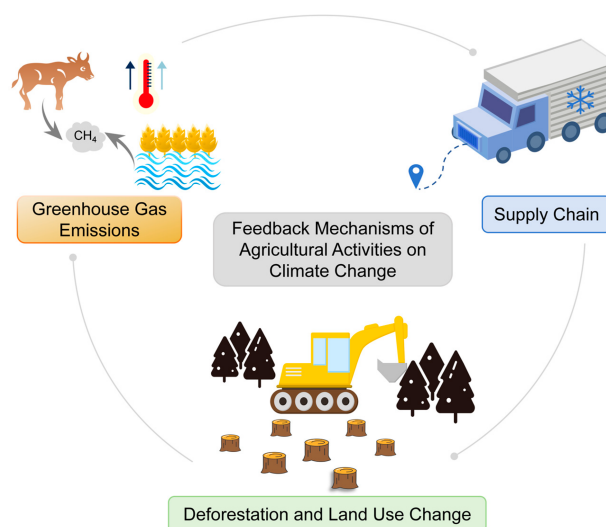 CH₄
Greenhouse Gas
Emissions
Supply Chain
Feedback Mechanisms of
Agricultural Activities on
Climate Change
Deforestation and Land Use Change